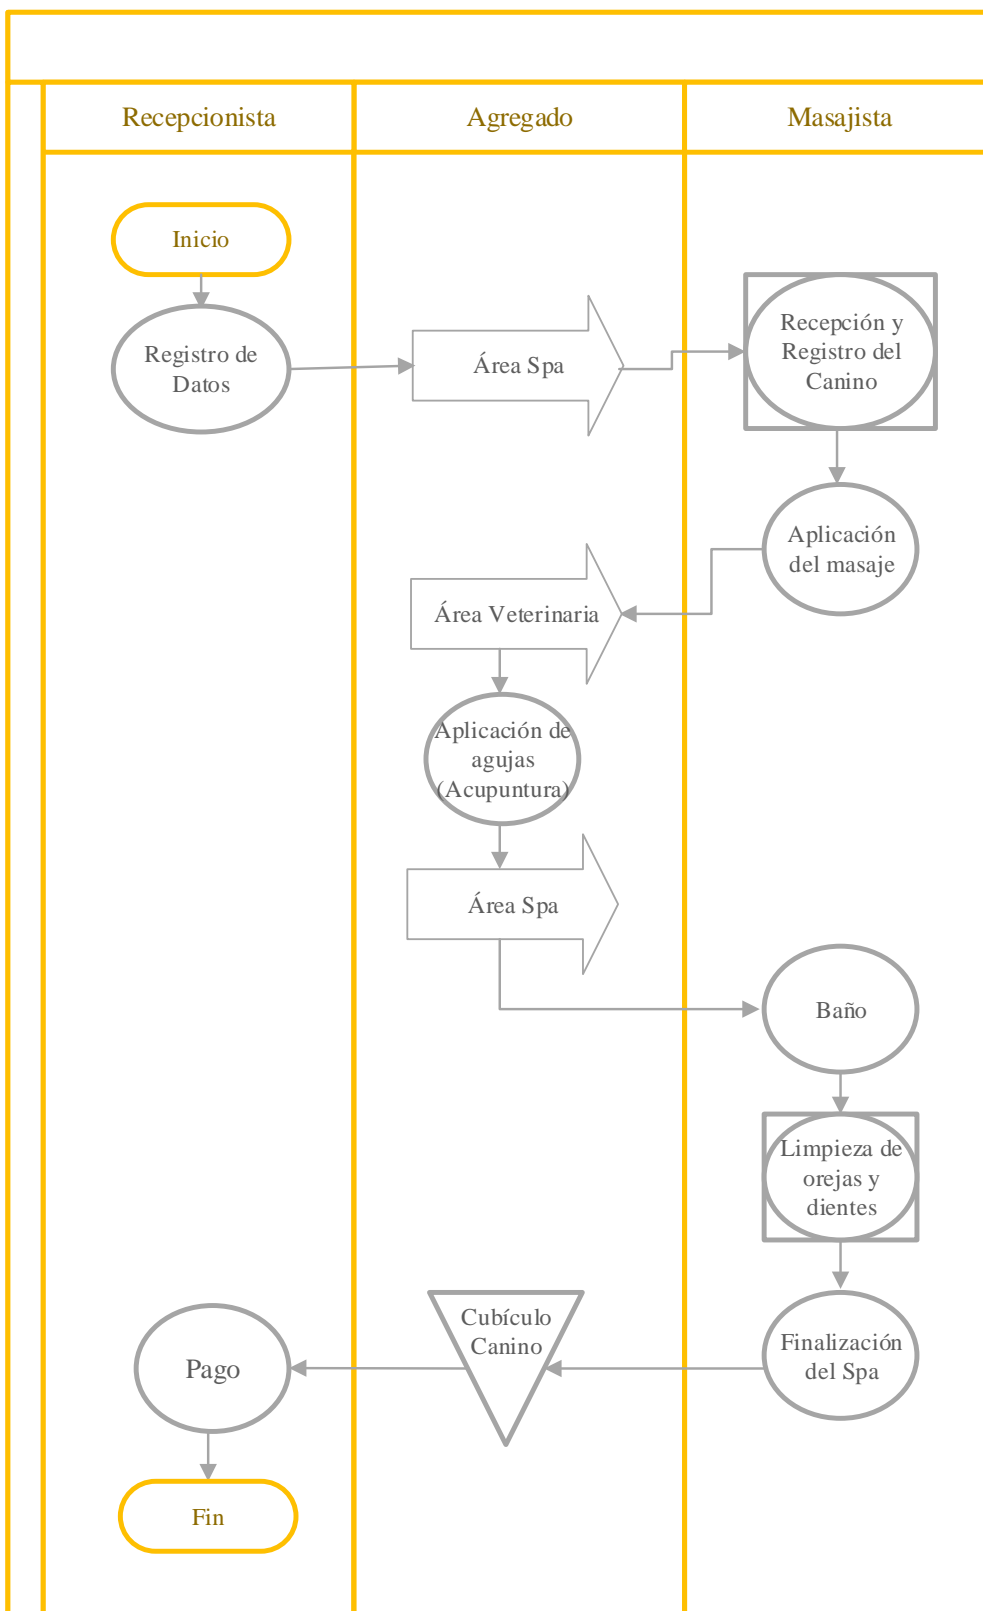 Recepcionista
Agregado
Masajista
Inicio
Registro de
Datos
Área Spa
Recepción y
Registro del
Canino
Aplicación
del masaje
Área Veterinaria
Aplicación de
agujas
(Acupuntura)
Área Spa
Baño
Limpieza de
orejas y
dientes
Finalización
del Spa
Cubículo
Canino
Pago
Fin